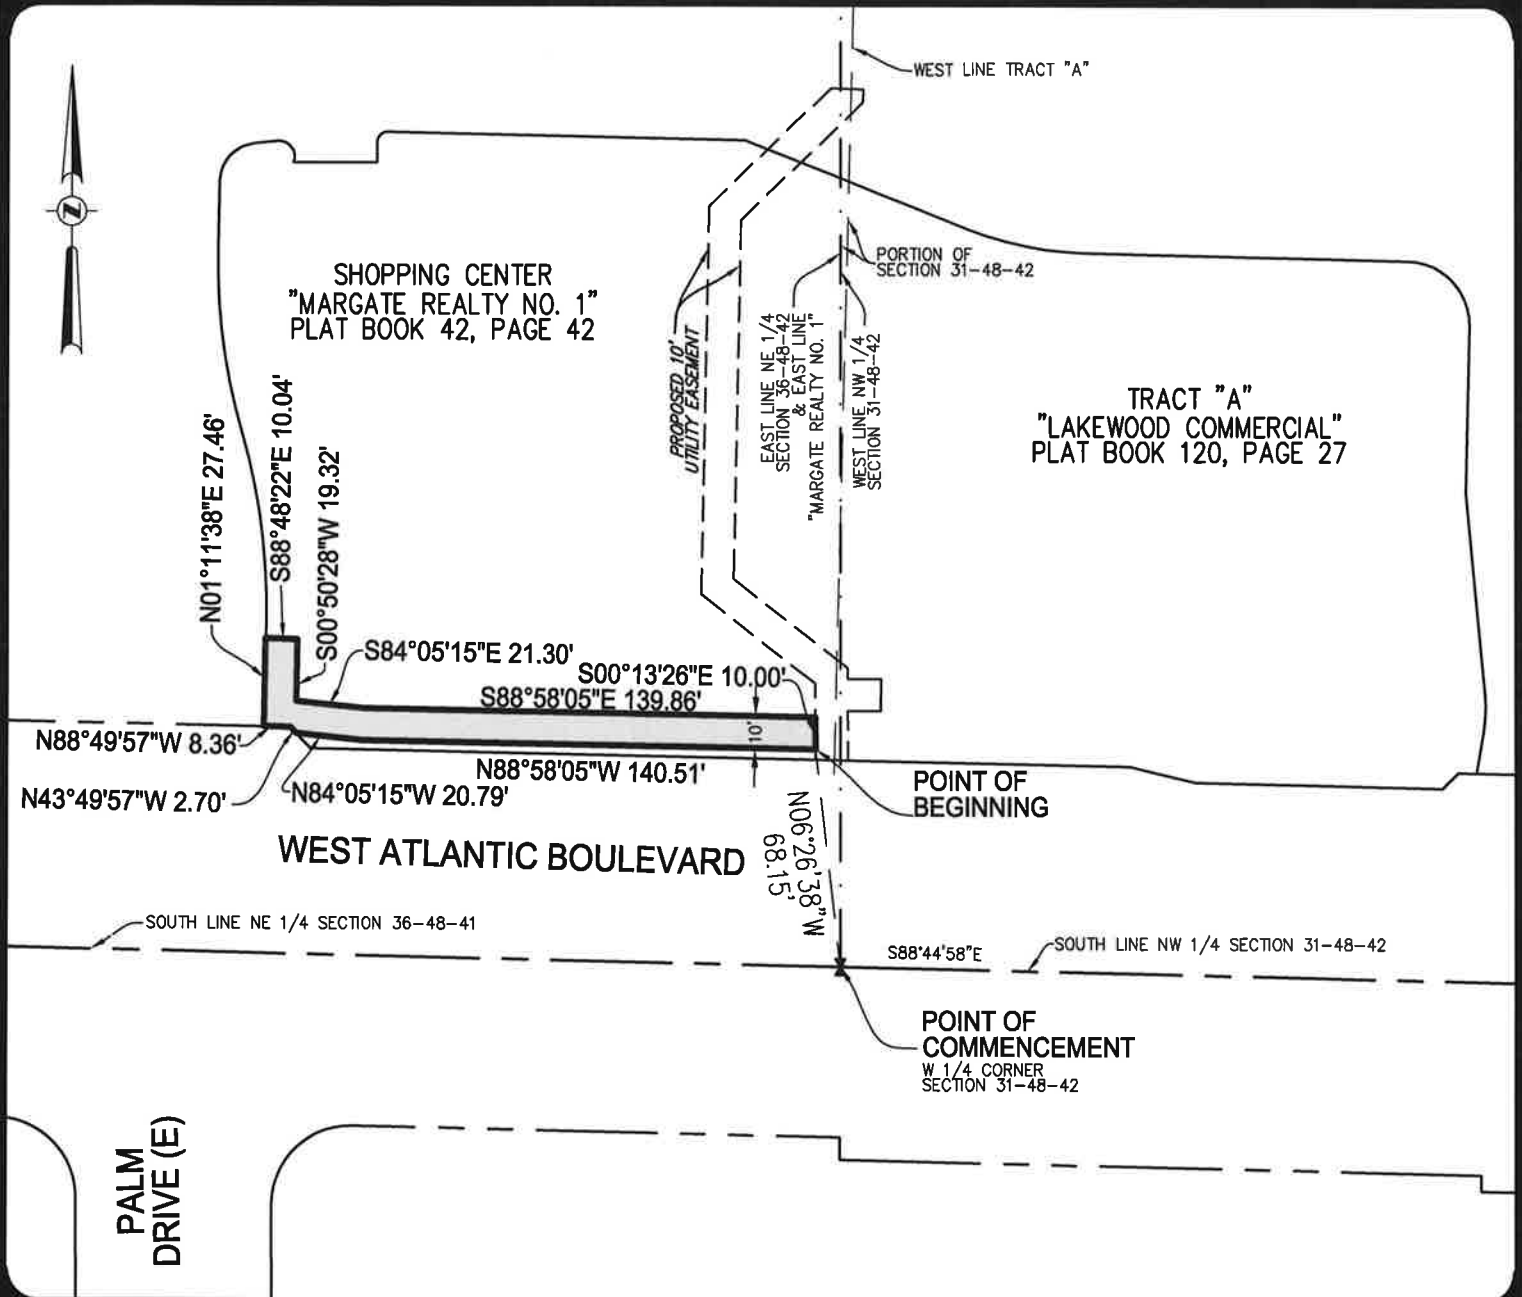 WEST LINE TRACT "A"
Z
SHOPPING CENTER
"MARGATE REALTY NO. 1"
PLAT BOOK 42, PAGE 42
PORTION OF
SECTION 31-48-42
PROPOSED 10'
UTILITY EASEMENT
EAST LINE NE 1/4
SECTION 36-48-42
& EAST LINE
"MARGATE REALTY NO. 1"
WEST LINE NW 1/4
SECTION 31-48-42
TRACT "A"
"LAKEWOOD COMMERCIAL"
PLAT BOOK 120, PAGE 27
N01°11'38"E 27.46'
S88°48'22"E 10.04'
S00°50'28"W 19.32'
S84°05'15"E 21.30'
S00°13'26"E 10.00'
S88°58'05"E 139.86'
10'
N88°49'57"W 8.36'
N88°58'05"W 140.51'
N43°49'57"W 2.70'
N84°05'15"W 20.79'
POINT OF
BEGINNING
N06°26'38"W
68.15'
WEST ATLANTIC BOULEVARD
SOUTH LINE NE 1/4 SECTION 36-48-41
S88°44'58"E
SOUTH LINE NW 1/4 SECTION 31-48-42
POINT OF
COMMENCEMENT
W 1/4 CORNER
SECTION 31-48-42
PALM
DRIVE (E)